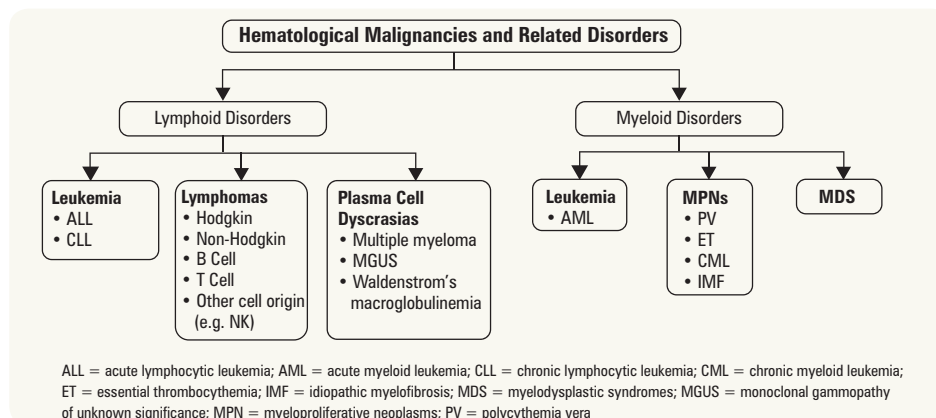 Hematological Malignancies and Related Disorders
Lymphoid Disorders
Myeloid Disorders
Leukemia
• ALL
• CLL
Lymphomas
• Hodgkin
• Non-Hodgkin
• B Cell
• T Cell
• Other cell origin
(e.g. NK)
Plasma Cell
Dyscrasias
• Multiple myeloma
• MGUS
• Waldenstrom’s
macroglobulinemia
Leukemia
• AML
MPNs
• PV
• ET
• CML
• IMF
MDS
ALL = acute lymphocytic leukemia; AML = acute myeloid leukemia; CLL = chronic lymphocytic leukemia; CML = chronic myeloid leukemia;
ET = essential thrombocythemia; IMF = idiopathic myelofibrosis; MDS = myelodysplastic syndromes; MGUS = monoclonal gammopathy
of unknown significance; MPN = myeloproliferative neoplasms; PV = polycythemia vera